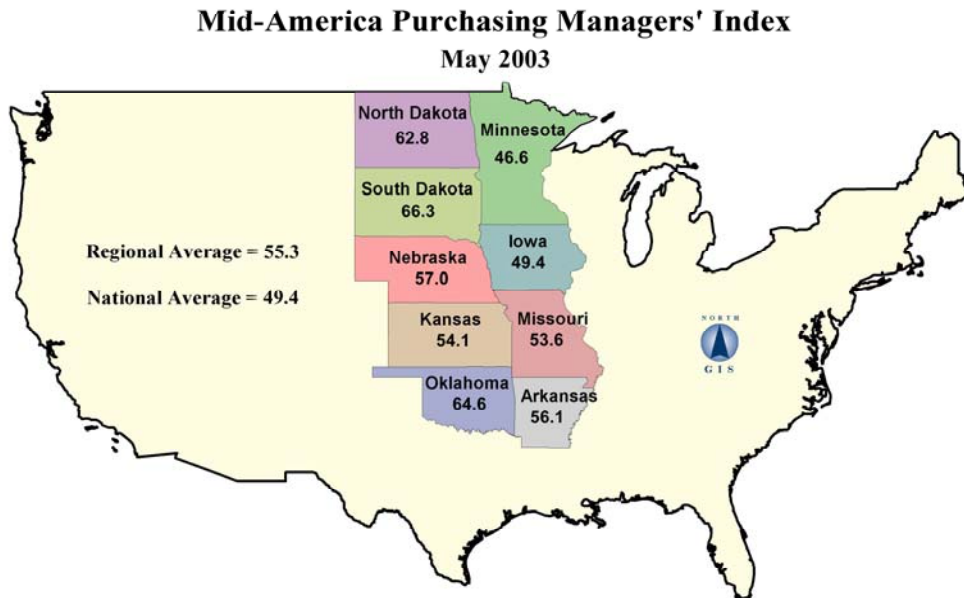 Mid-America Purchasing Managers' Index
May 2003
North Dakota
62.8
Minnesota
46.6
South Dakota
66.3
Regional Average = 55.3
National Average = 49.4
Iowa
49.4
Nebraska
57.0
Kansas
54.1
Missouri
53.6
Oklahoma
64.6
Arkansas
56.1
NORTH
GIS